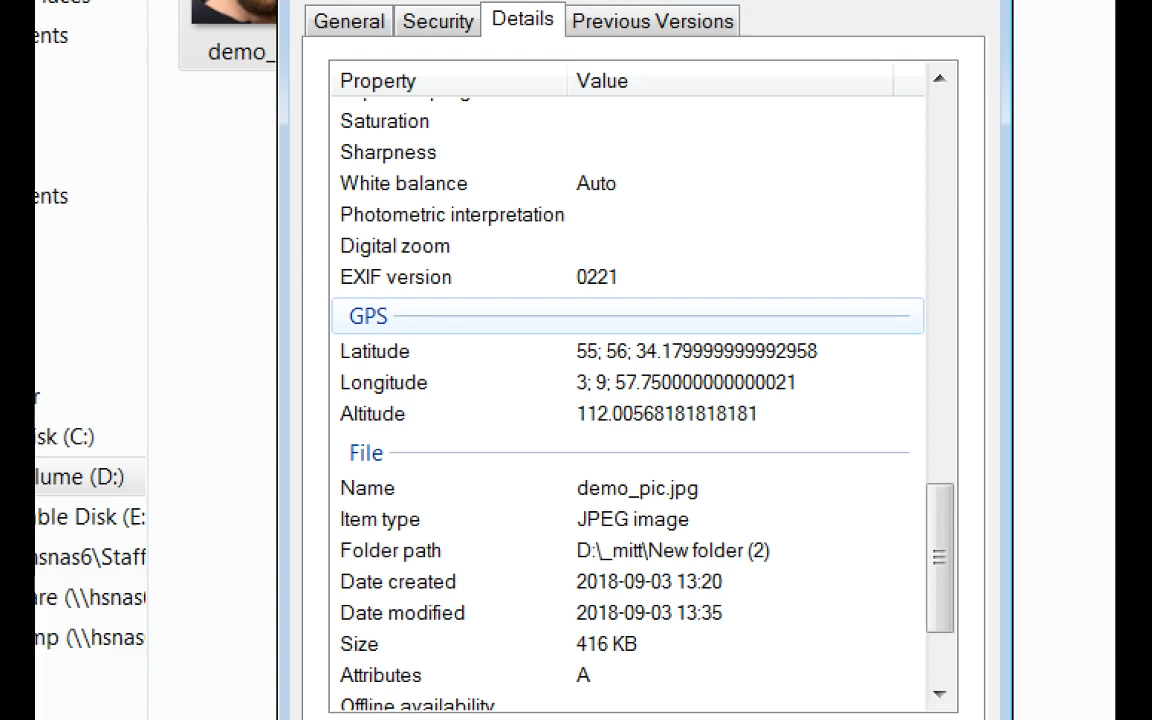 ents
demo_
ents
r
isk (C:)
lume (D:)
ble Disk (E:
hsnas6\Staff
are (\\hsnas
mp (\\hsnas
General Security Details Previous Versions
Property Value
Saturation
Sharpness
White balance Auto
Photometric interpretation
Digital zoom
EXIF version 0221
GPS
Latitude 55; 56; 34.179999999992958
Longitude 3; 9; 57.750000000000021
Altitude 112.00568181818181
File
Name demo_pic.jpg
Item type JPEG image
Folder path D:\_mitt\New folder (2)
Date created 2018-09-03 13:20
Date modified 2018-09-03 13:35
Size 416 KB
Attributes A
Offline availability